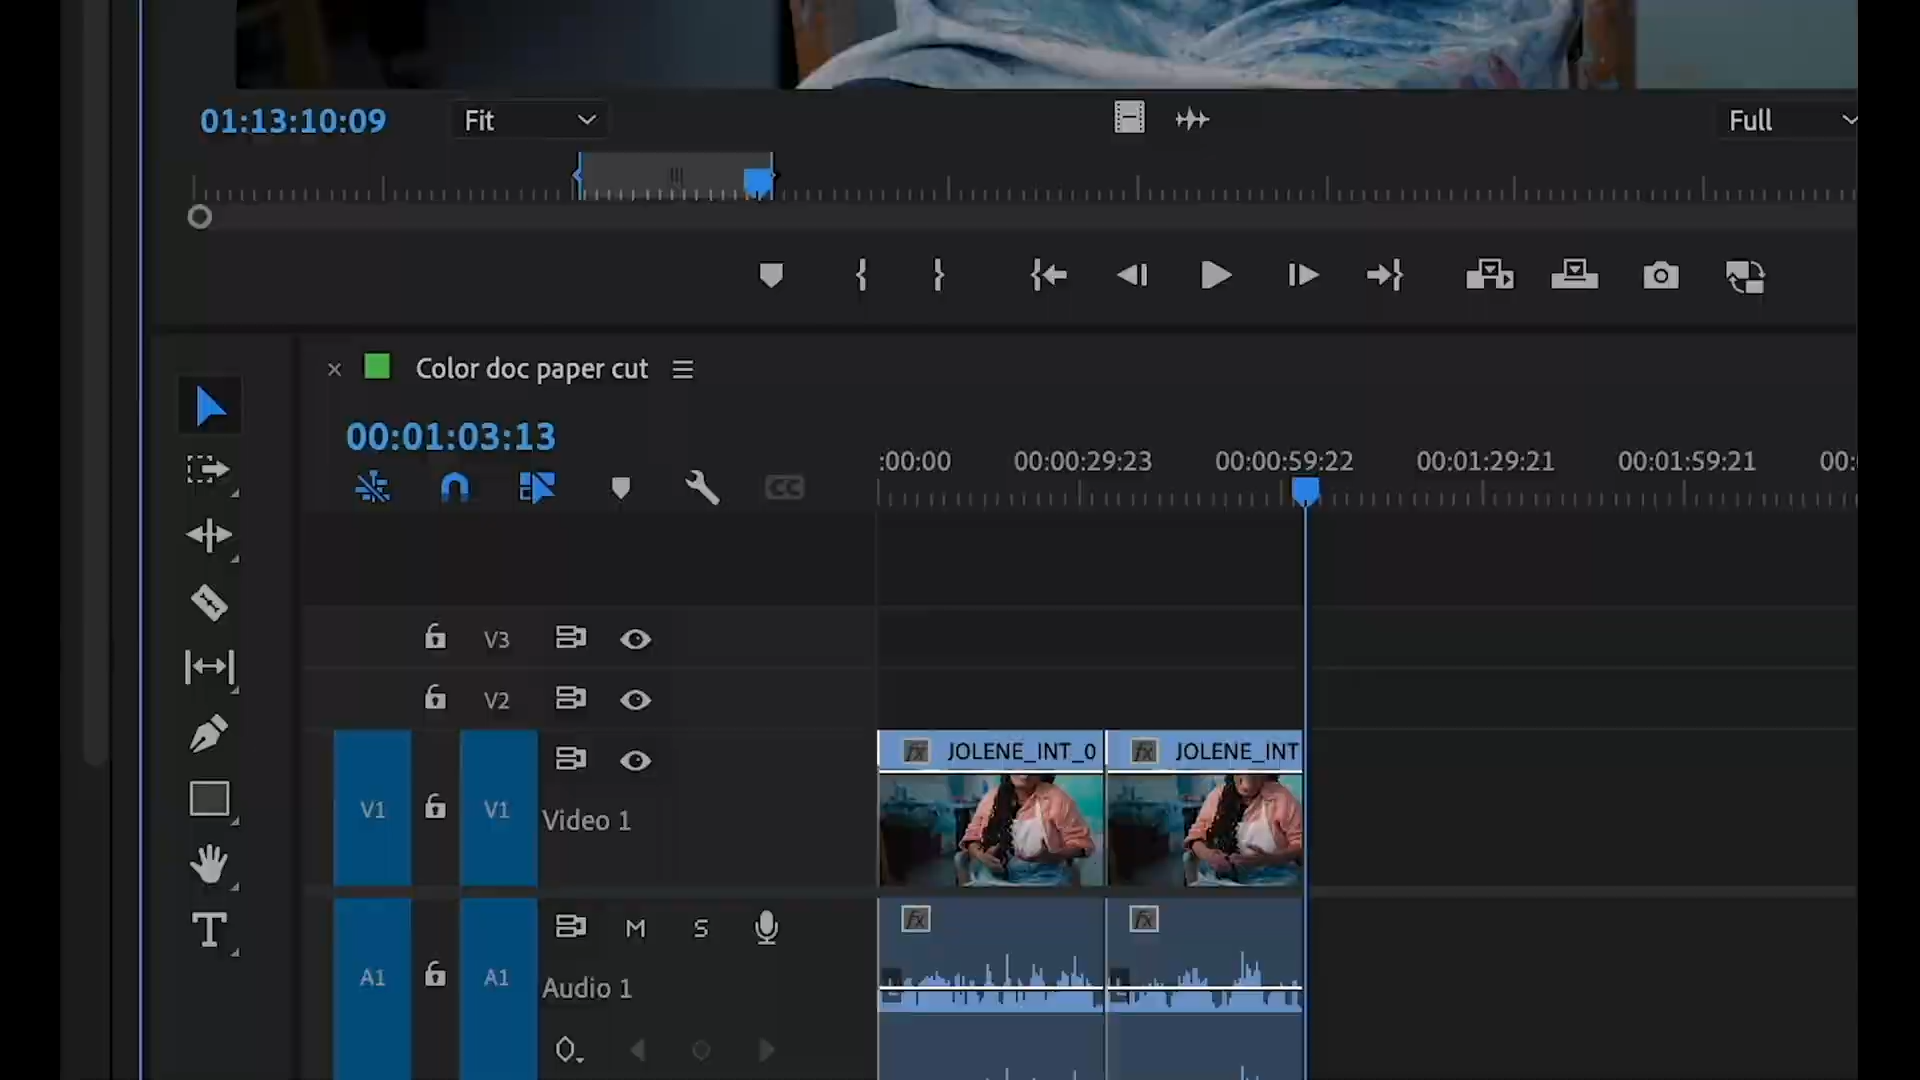 01:13:10:09 Fit Full
Color doc paper cut
00:01:03:13
:00:00 00:00:29:23 00:00:59:22 00:01:29:21 00:01:59:21 00:
V3
V2
JOLENE_INT_0 JOLENE_INT
V1 V1 Video 1
M S
A1 A1 Audio 1